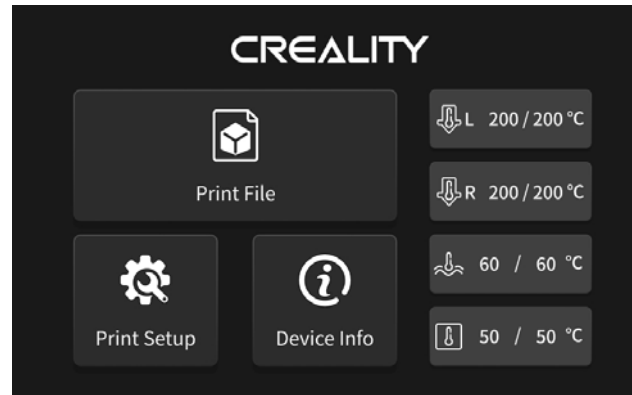 CREALITY
Print File
Print Setup
Device Info
L 200 / 200 °C
R 200 / 200 °C
60 / 60 °C
50 / 50 °C